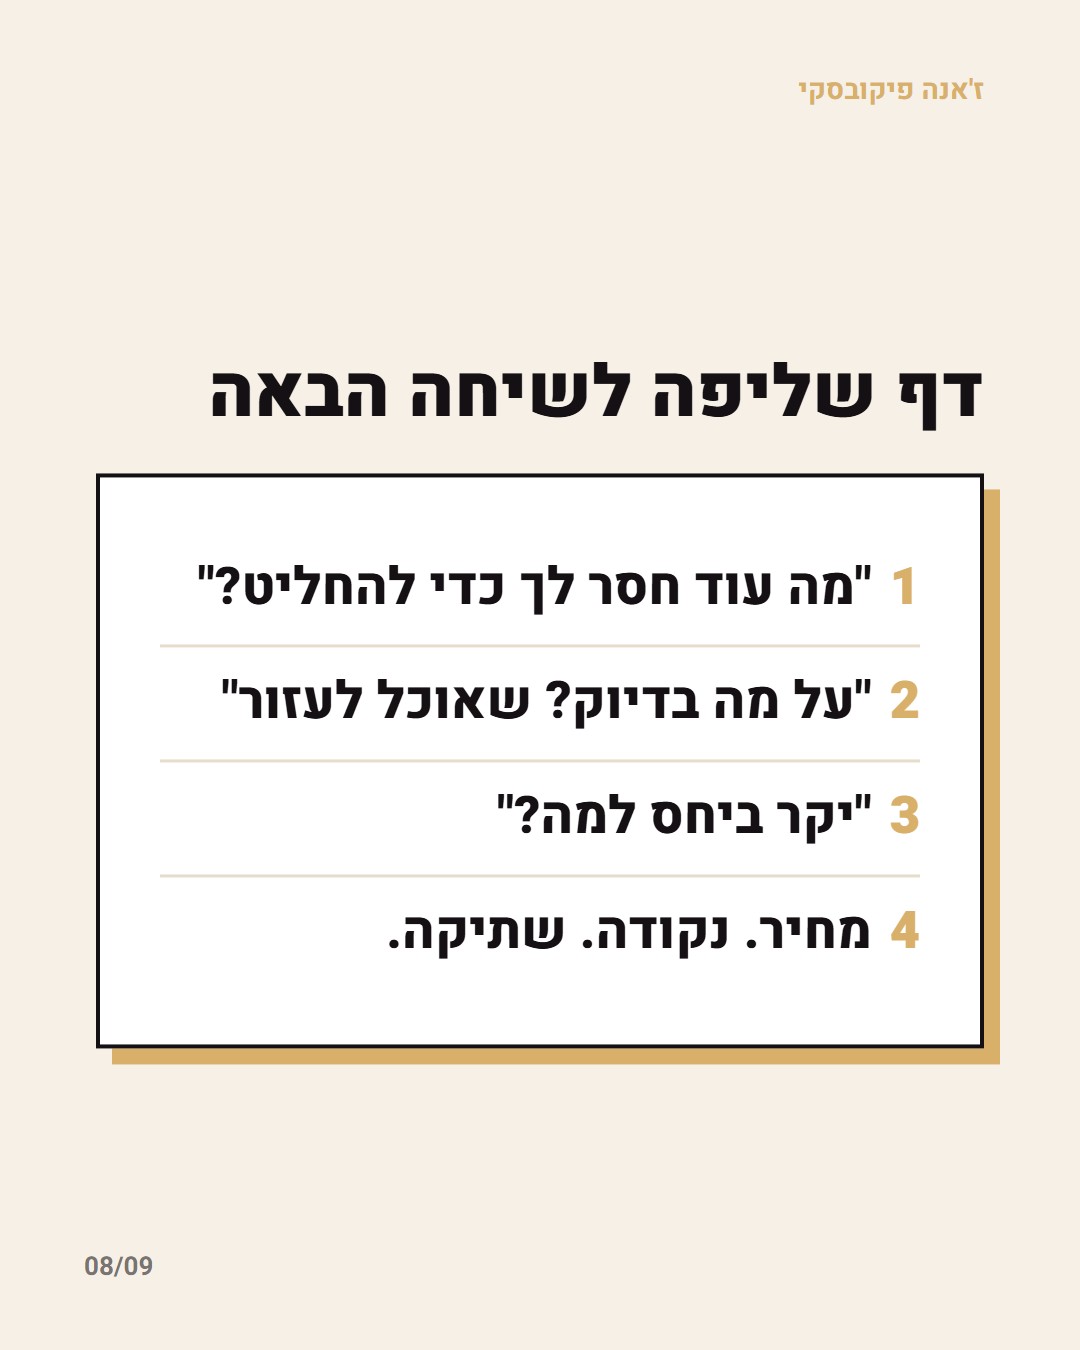 ז'אנה פיקובסקי
דף שליפה לשיחה הבאה
1 "מה עוד חסר לך כדי להחליט?"
2 "על מה בדיוק? שאוכל לעזור"
3 "יקר ביחס למה?"
4 מחיר. נקודה. שתיקה.
08/09